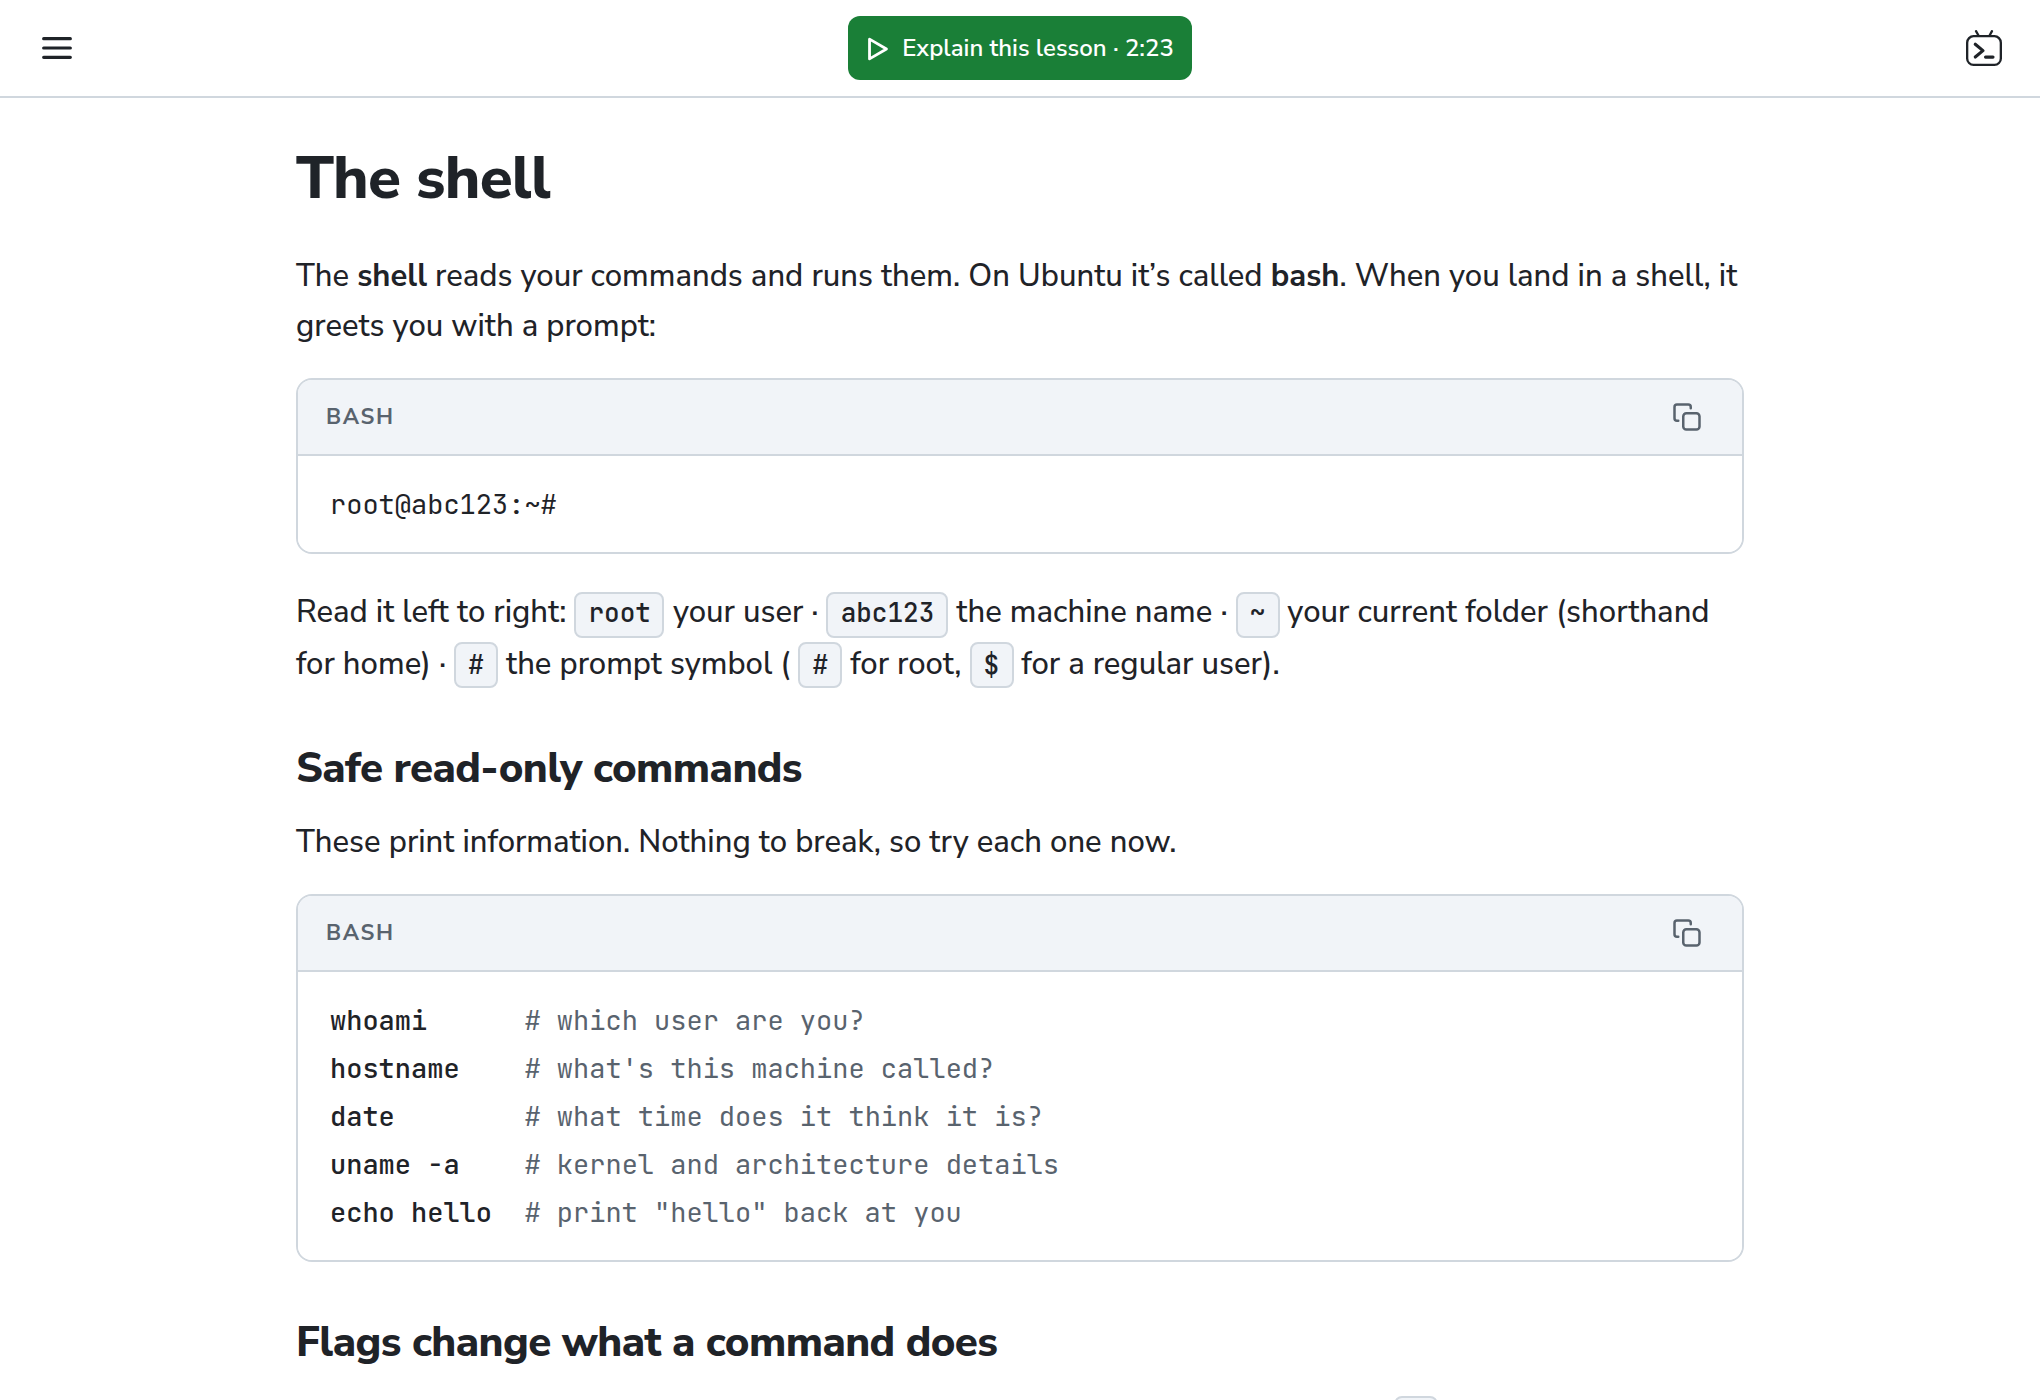 Explain this lesson · 2:23
The shell
The shell reads your commands and runs them. On Ubuntu it’s called bash. When you land in a shell, it
greets you with a prompt:
BASH
root@abc123:~#
Read it left to right: root your user · abc123 the machine name · ~ your current folder (shorthand
for home) · # the prompt symbol ( # for root, $ for a regular user).
Safe read-only commands
These print information. Nothing to break, so try each one now.
BASH
whoami      # which user are you?
hostname    # what's this machine called?
date        # what time does it think it is?
uname -a    # kernel and architecture details
echo hello  # print "hello" back at you
Flags change what a command does